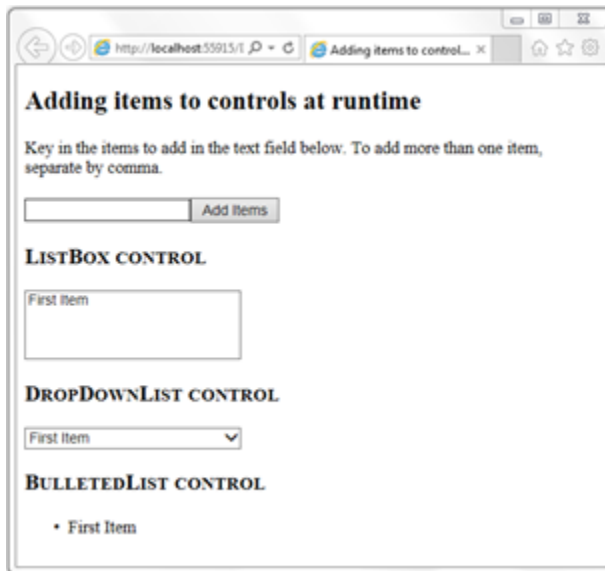 http://localhost:55915/
Adding items to control...
Adding items to controls at runtime
Key in the items to add in the text field below. To add more than one item,
separate by comma.
Add Items
LISTBOX CONTROL
First Item
DROPDOWNLIST CONTROL
First Item
BULLETEDLIST CONTROL
• First Item